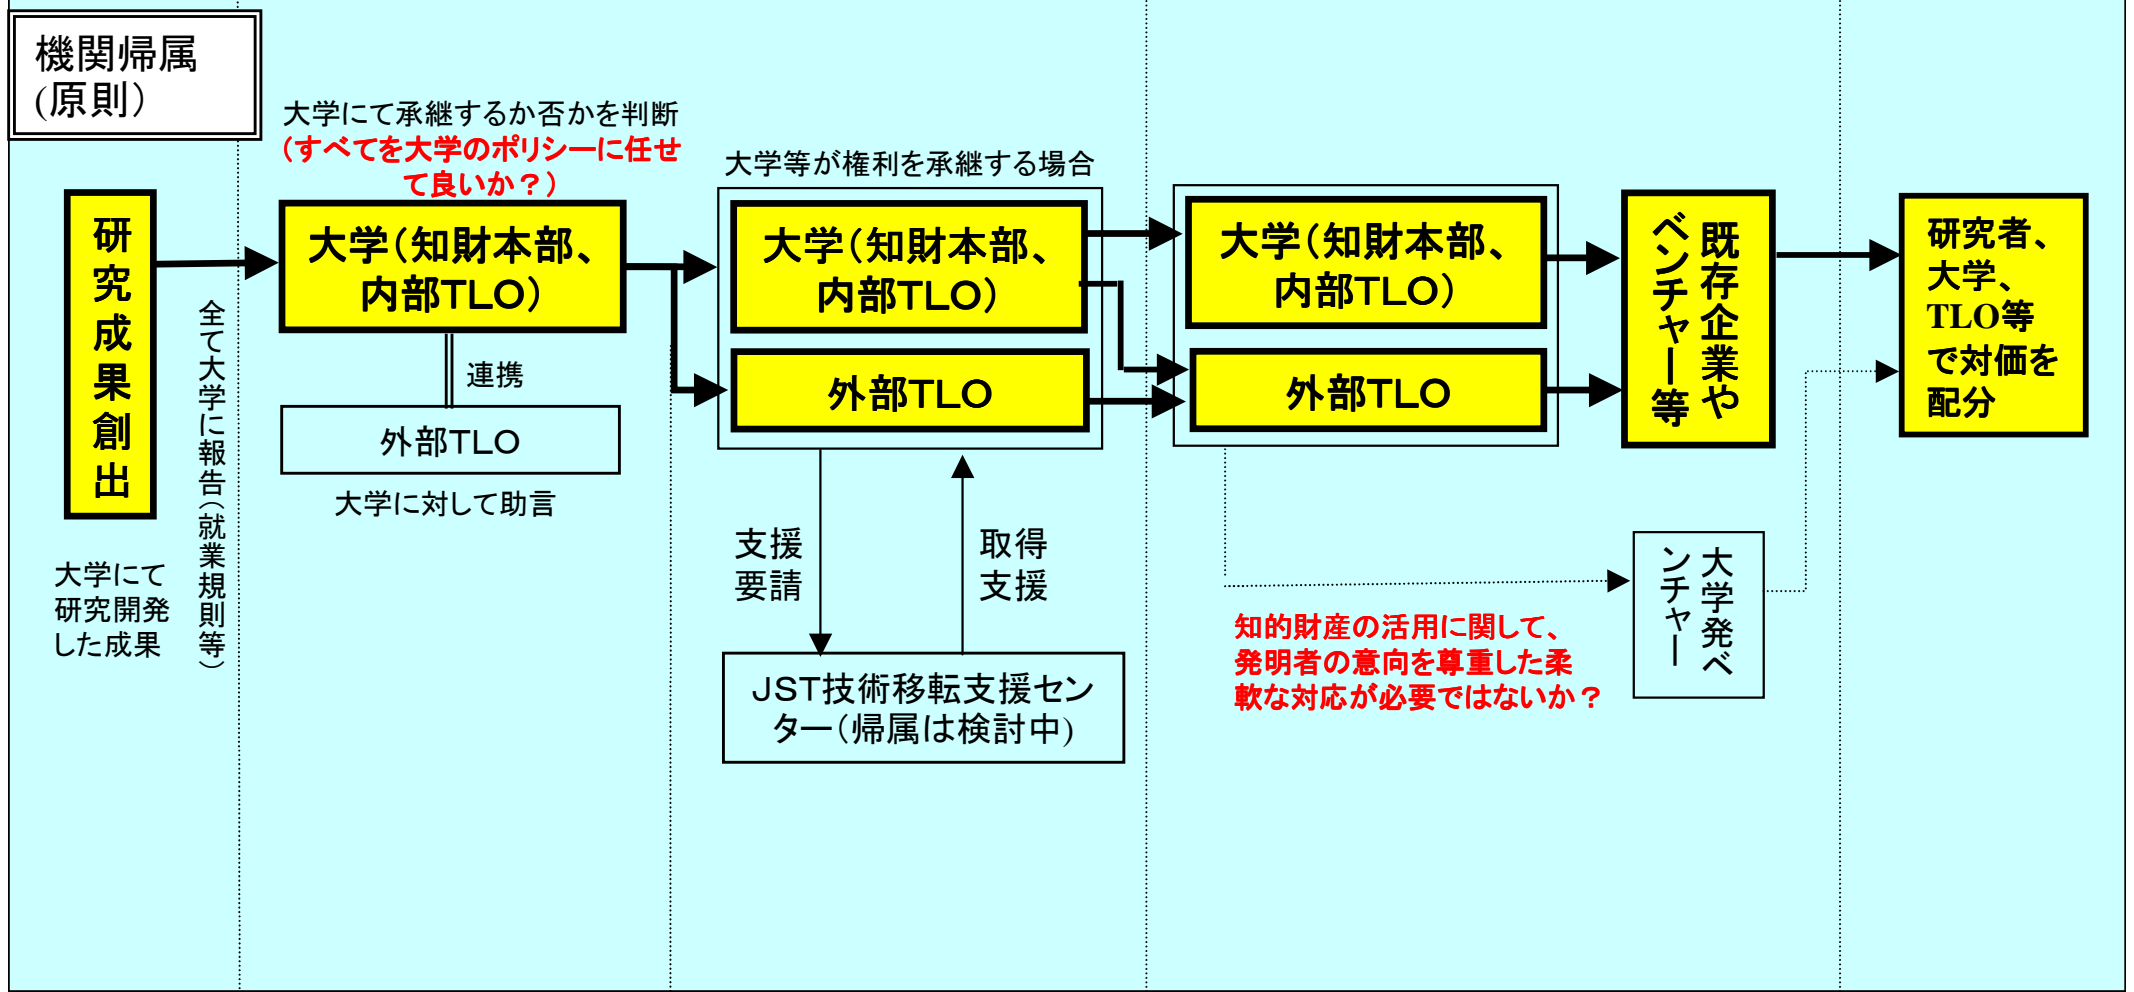 機関帰属
(原則）
研究成果創出
大学にて
研究開発
した成果
全て大学に報告（就業規則等）
大学にて承継するか否かを判断
（すべてを大学のポリシーに任せ
て良いか？）
大学（知財本部、
内部TLO）
連携
外部TLO
大学に対して助言
大学等が権利を承継する場合
大学（知財本部、
内部TLO）
外部TLO
支援
要請
取得
支援
JST技術移転支援セン
ター（帰属は検討中)
大学（知財本部、
内部TLO）
外部TLO
知的財産の活用に関して、
発明者の意向を尊重した柔
軟な対応が必要ではないか？
既存企業や
ベンチャー等
大学発ベ
ンチャー
研究者、
大学、
TLO等
で対価を
配分